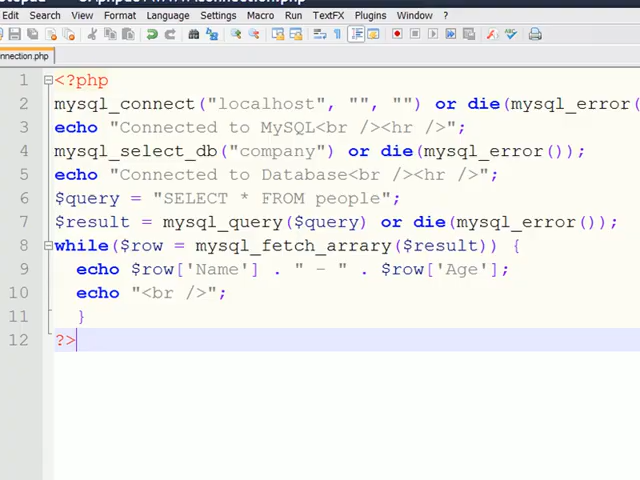 Edit Search View Format Language Settings Macro Run TextFX Plugins Window ?
nnection.php
1 <?php
2 mysql_connect("localhost", "", "") or die(mysql_error(
3 echo "Connected to MySQL<br /><hr />";
4 mysql_select_db("company") or die(mysql_error());
5 echo "Connected to Database<br /><hr />";
6 $query = "SELECT * FROM people";
7 $result = mysql_query($query) or die(mysql_error());
8 while($row = mysql_fetch_arrary($result)) {
9 echo $row['Name'] . " - " . $row['Age'];
10 echo "<br />";
11 }
12 ?>